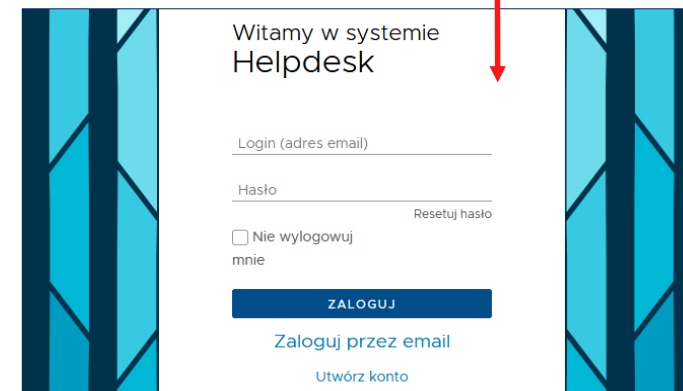 Witamy w systemie
Helpdesk
Login (adres email)
Hasło
Resetuj hasło
Nie wylogowuj
mnie
ZALOGUJ
Zaloguj przez email
Utwórz konto